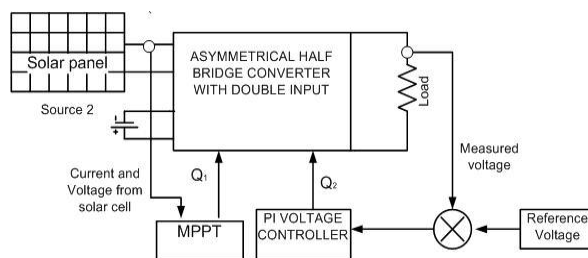 Solar panel
ASYMMETRICAL HALF
BRIDGE CONVERTER
WITH DOUBLE INPUT
Load
Source 2
Current and
Voltage from
solar cell
Q1
Q2
Measured
voltage
MPPT
PI VOLTAGE
CONTROLLER
Reference
Voltage